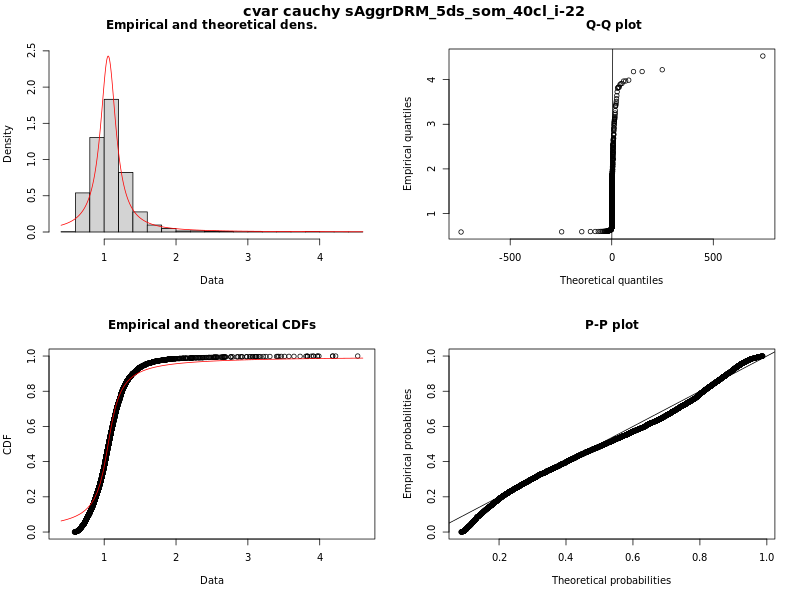 cvar cauchy sAggrDRM_5ds_som_40cl_i-22
Empirical and theoretical dens.
Density
0.0 0.5 1.0 1.5 2.0 2.5
1 2 3 4
Data
Q-Q plot
Empirical quantiles
1 2 3 4
-500 0 500
Theoretical quantiles
Empirical and theoretical CDFs
CDF
0.0 0.2 0.4 0.6 0.8 1.0
1 2 3 4
Data
P-P plot
Empirical probabilities
0.0 0.2 0.4 0.6 0.8 1.0
0.2 0.4 0.6 0.8 1.0
Theoretical probabilities